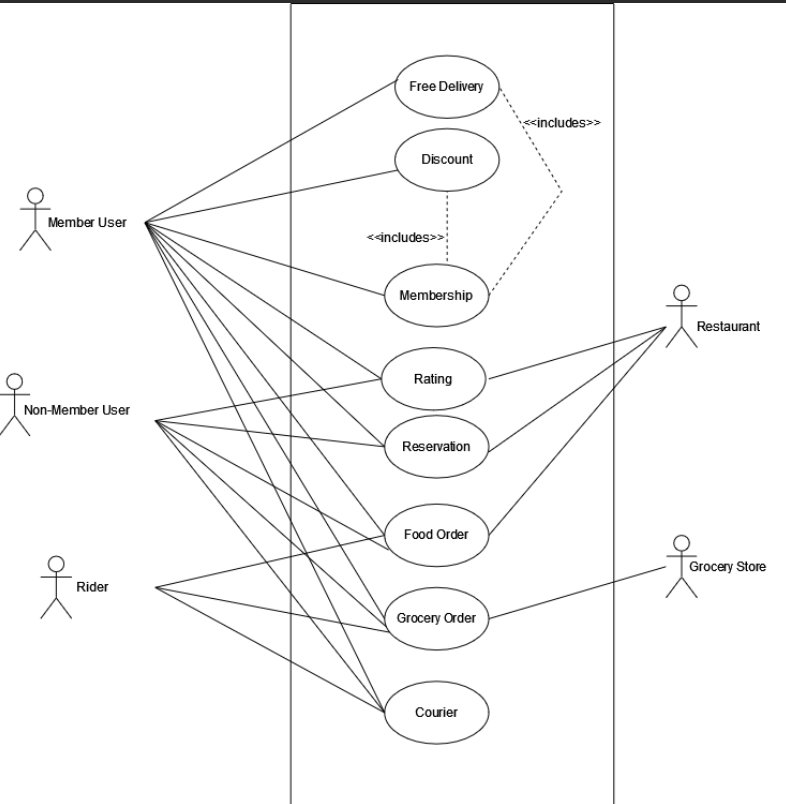 Free Delivery
<<includes>>
Discount
Member User
<<includes>>
Membership
Restaurant
Rating
Non-Member User
Reservation
Food Order
Grocery Store
Rider
Grocery Order
Courier